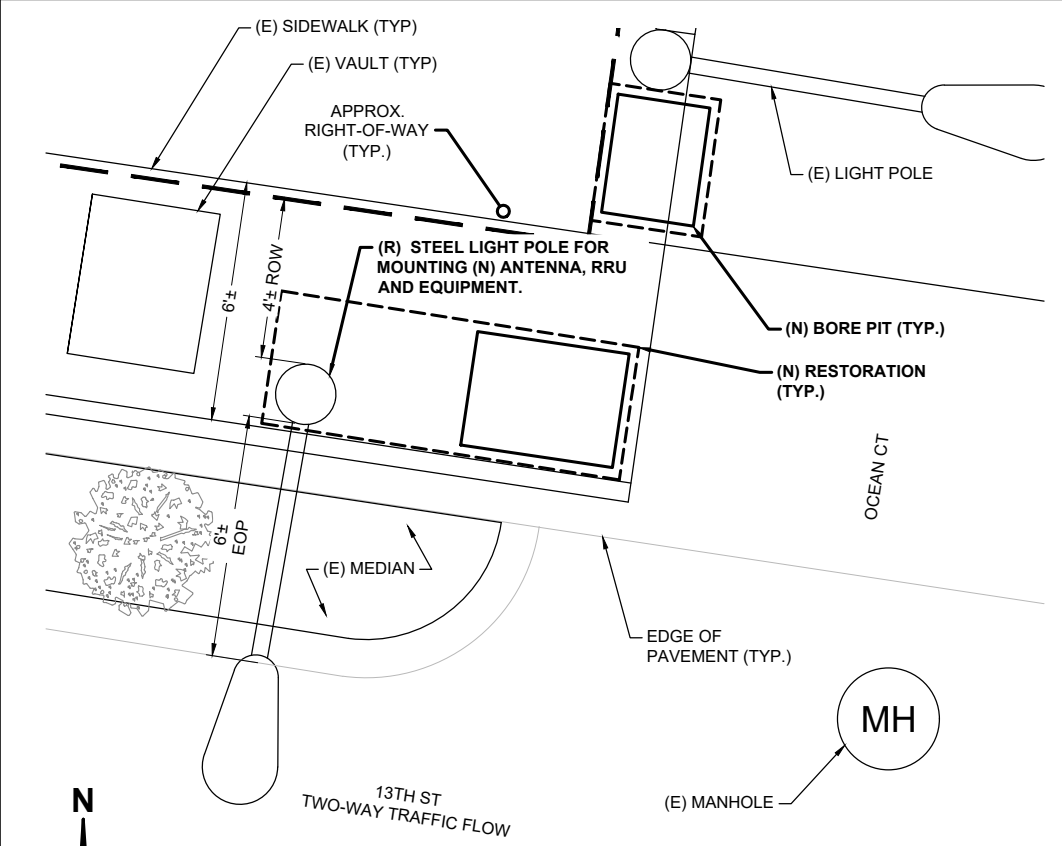 (E) SIDEWALK (TYP)
(E) VAULT (TYP)
APPROX.
RIGHT-OF-WAY
(TYP.)
(E) LIGHT POLE
(R) STEEL LIGHT POLE FOR
MOUNTING (N) ANTENNA, RRU
AND EQUIPMENT.
6'±
4'± ROW
(N) BORE PIT (TYP.)
(N) RESTORATION
(TYP.)
OCEAN CT
6'±
EOP
(E) MEDIAN
EDGE OF
PAVEMENT (TYP.)
MH
(E) MANHOLE
N
13TH ST
TWO-WAY TRAFFIC FLOW